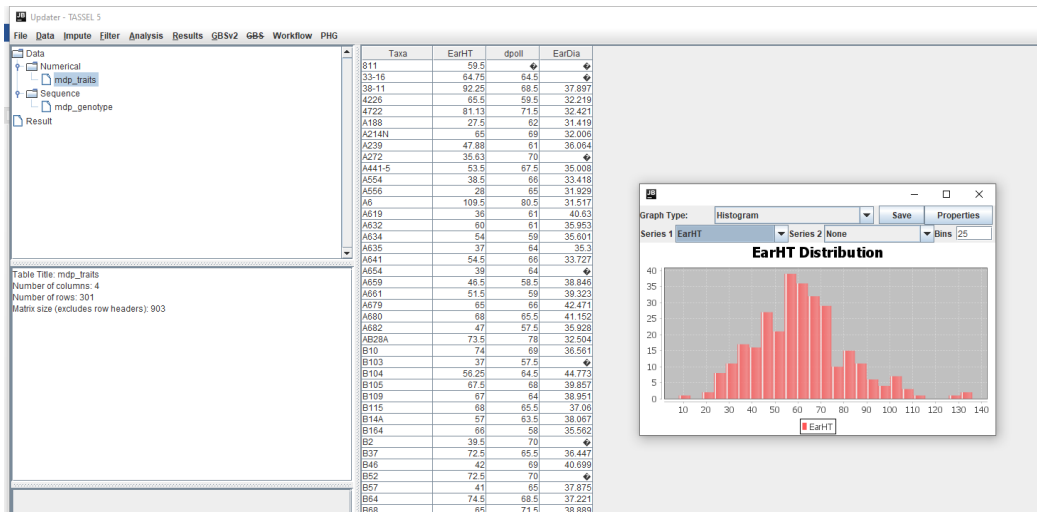 Updater - TASSEL 5
File Data Impute Filter Analysis Results GBSv2 GBS Workflow PHG
Data
Numerical
mdp_traits
Sequence
mdp_genotype
Result
Table Title: mdp_traits
Number of columns: 4
Number of rows: 301
Matrix size (excludes row headers): 903
Taxa EarHT dpoll EarDia
811 59.5 � �
33-16 64.75 64.5 �
38-11 92.25 68.5 37.897
4226 65.5 59.5 32.219
4722 81.13 71.5 32.421
A188 27.5 62 31.419
A214N 65 69 32.006
A239 47.88 61 36.064
A272 35.63 70 �
A441-5 53.5 67.5 35.008
A554 38.5 66 33.418
A556 28 65 31.929
A6 109.5 80.5 31.517
A619 36 61 40.63
A632 60 61 35.953
A634 54 59 35.601
A635 37 64 35.3
A641 54.5 66 33.727
A654 39 64 �
A659 46.5 58.5 38.846
A661 51.5 59 39.323
A679 65 66 42.471
A680 68 65.5 41.152
A682 47 57.5 35.928
AB28A 73.5 78 32.504
B10 74 69 36.561
B103 37 57.5 �
B104 56.25 64.5 44.773
B105 67.5 68 39.857
B109 67 64 38.951
B115 68 65.5 37.06
B14A 57 63.5 38.067
B164 66 58 35.562
B2 39.5 70 �
B37 72.5 65.5 36.447
B46 42 69 40.699
B52 72.5 70 �
B57 41 65 37.875
B64 74.5 68.5 37.221
B68 65 71.5 38.889
Graph Type: Histogram Save Properties
Series 1 EarHT Series 2 None Bins 25
EarHT Distribution
40
35
30
25
20
15
10
5
0
10 20 30 40 50 60 70 80 90 100 110 120 130 140
EarHT